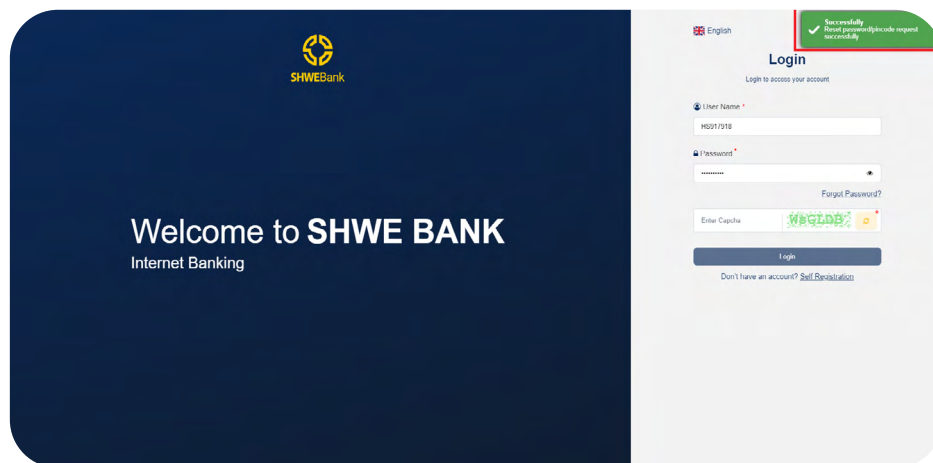 SHWEBank
Welcome to SHWE BANK
Internet Banking
English
Successfully
Reset password/pincode request
successfully
Login
Login to access your account
User Name *
HS917918
Password *
Forgot Password?
Enter Capcha
*
Login
Don't have an account? Self Registration